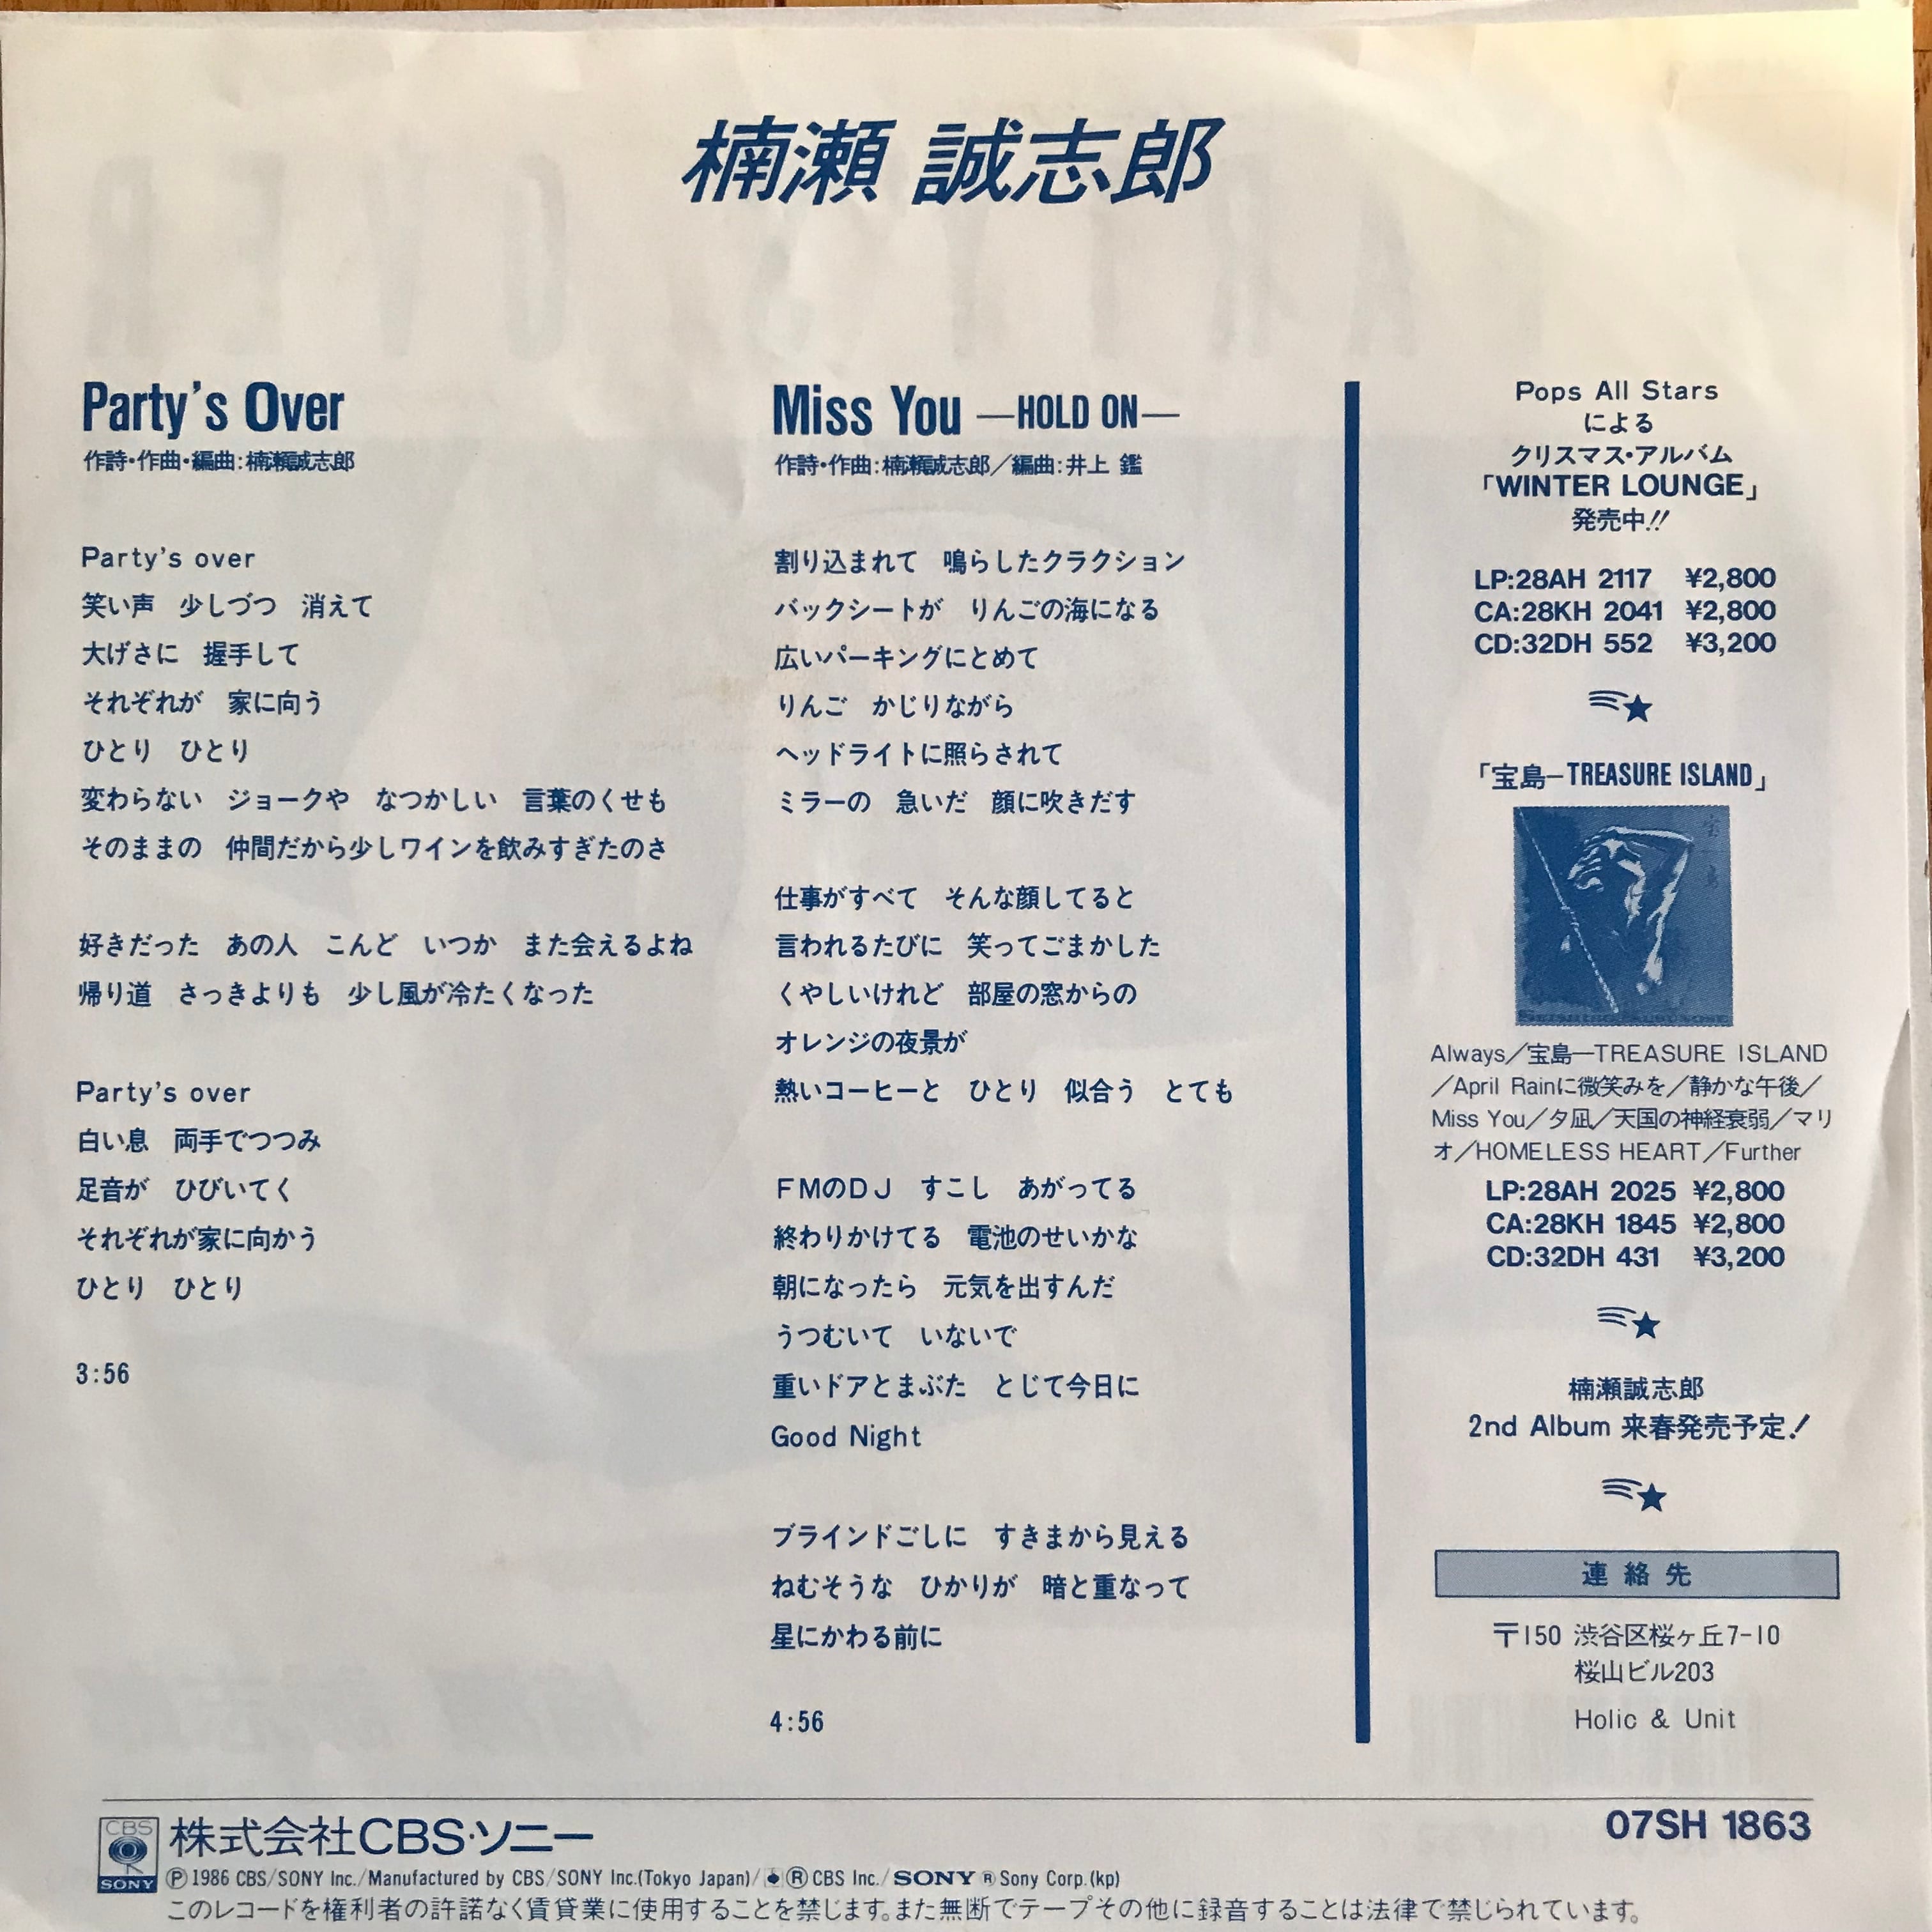 楠瀬 誠志郎
Party's Over
作詩・作曲・編曲：楠瀬誠志郎
Party's over
笑い声　少しづつ　消えて
大げさに　握手して
それぞれが　家に向う
ひとり　ひとり
変わらない　ジョークや　なつかしい　言葉のくせも
そのままの　仲間だから少しワインを飲みすぎたのさ
好きだった　あの人　こんど　いつか　また会えるよね
帰り道　さっきよりも　少し風が冷たくなった
Party's over
白い息　両手でつつみ
足音が　ひびいてく
それぞれが家に向かう
ひとり　ひとり
3:56
Miss You —HOLD ON—
作詩・作曲：楠瀬誠志郎／編曲：井上 鑑
割り込まれて　鳴らしたクラクション
バックシートが　りんごの海になる
広いパーキングにとめて
りんご　かじりながら
ヘッドライトに照らされて
ミラーの　急いだ　顔に吹きだす
仕事がすべて　そんな顔してると
言われるたびに　笑ってごまかした
くやしいけれど　部屋の窓からの
オレンジの夜景が
熱いコーヒーと　ひとり　似合う　とても
FMのDJ　すこし　あがってる
終わりかけてる　電池のせいかな
朝になったら　元気を出すんだ
うつむいて　いないで
重いドアとまぶた　とじて今日に
Good Night
ブラインドごしに　すきまから見える
ねむそうな　ひかりが　暗と重なって
星にかわる前に
4:56
Pops All Stars
による
クリスマス・アルバム
「WINTER LOUNGE」
発売中!!
LP:28AH 2117 ¥2,800
CA:28KH 2041 ¥2,800
CD:32DH 552 ¥3,200
「宝島—TREASURE ISLAND」
宝島
Always／宝島—TREASURE ISLAND
／April Rainに微笑みを／静かな午後／
Miss You／夕凪／天国の神経衰弱／マリ
オ／HOMELESS HEART／Further
LP:28AH 2025 ¥2,800
CA:28KH 1845 ¥2,800
CD:32DH 431 ¥3,200
楠瀬誠志郎
2nd Album 来春発売予定！
連絡先
〒150 渋谷区桜ヶ丘7-10
桜山ビル203
Holic & Unit
CBS
SONY
株式会社CBS・ソニー
07SH 1863
Ⓟ1986 CBS/SONY Inc./Manufactured by CBS/SONY Inc.(Tokyo Japan)/®CBS Inc./SONY®Sony Corp.(kp)
このレコードを権利者の許諾なく賃貸業に使用することを禁じます。また無断でテープその他に録音することは法律で禁じられています。